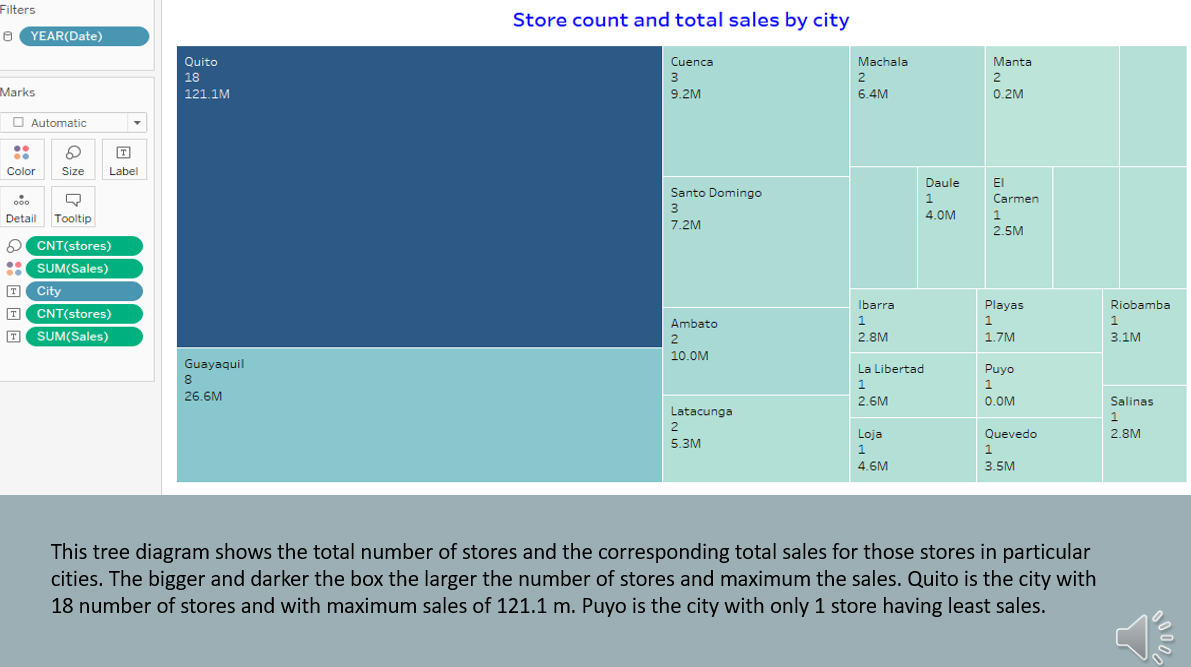 Filters
YEAR(Date)
Marks
Automatic
Color
Size
Label
Detail
Tooltip
CNT(stores)
SUM(Sales)
City
CNT(stores)
SUM(Sales)
Store count and total sales by city
Quito
18
121.1M
Guayaquil
8
26.6M
Cuenca
3
9.2M
Santo Domingo
3
7.2M
Ambato
2
10.0M
Latacunga
2
5.3M
Machala
2
6.4M
Manta
2
0.2M
Daule
1
4.0M
El
Carmen
1
2.5M
Ibarra
1
2.8M
La Libertad
1
2.6M
Loja
1
4.6M
Playas
1
1.7M
Puyo
1
0.0M
Quevedo
1
3.5M
Riobamba
1
3.1M
Salinas
1
2.8M
This tree diagram shows the total number of stores and the corresponding total sales for those stores in particular
cities. The bigger and darker the box the larger the number of stores and maximum the sales. Quito is the city with
18 number of stores and with maximum sales of 121.1 m. Puyo is the city with only 1 store having least sales.